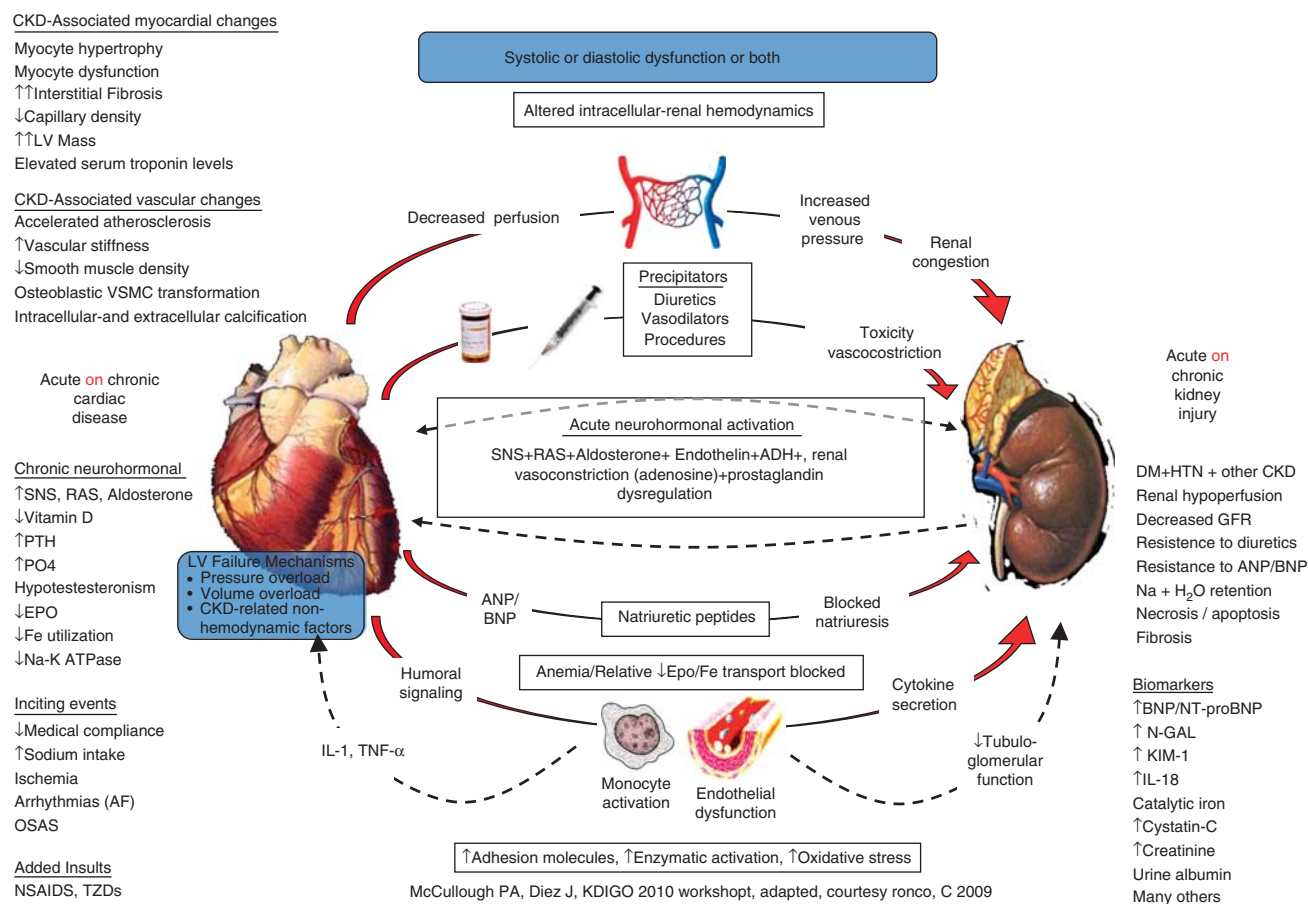 CKD-Associated myocardial changes
Myocyte hypertrophy
Myocyte dysfunction
↑↑Interstitial Fibrosis
↓Capillary density
↑↑LV Mass
Elevated serum troponin levels
CKD-Associated vascular changes
Accelerated atherosclerosis
↑Vascular stiffness
↓Smooth muscle density
Osteoblastic VSMC transformation
Intracellular-and extracellular calcification
Acute on chronic
cardiac
disease
Chronic neurohormonal
↑SNS, RAS, Aldosterone
↓Vitamin D
↑PTH
↑PO4
Hypotestesteronism
↓EPO
↓Fe utilization
↓Na-K ATPase
Inciting events
↓Medical compliance
↑Sodium intake
Ischemia
Arrhythmias (AF)
OSAS
Added Insults
NSAIDS, TZDs
Systolic or diastolic dysfunction or both
Altered intracellular-renal hemodynamics
Decreased perfusion
Increased
venous
pressure
Renal
congestion
Precipitators
Diuretics
Vasodilators
Procedures
Toxicity
vascocostriction
Acute neurohormonal activation
SNS+RAS+Aldosterone+ Endothelin+ADH+, renal
vasoconstriction (adenosine)+prostaglandin
dysregulation
LV Failure Mechanisms
• Pressure overload
• Volume overload
• CKD-related non-
hemodynamic factors
ANP/
BNP
Natriuretic peptides
Blocked
natriuresis
Humoral
signaling
Anemia/Relative ↓Epo/Fe transport blocked
Cytokine
secretion
IL-1, TNF-α
Monocyte
activation
Endothelial
dysfunction
↓Tubulo-
glomerular
function
↑Adhesion molecules, ↑Enzymatic activation, ↑Oxidative stress
McCullough PA, Diez J, KDIGO 2010 workshopt, adapted, courtesy ronco, C 2009
Acute on
chronic
kidney
injury
DM+HTN + other CKD
Renal hypoperfusion
Decreased GFR
Resistence to diuretics
Resistance to ANP/BNP
Na + H₂O retention
Necrosis / apoptosis
Fibrosis
Biomarkers
↑BNP/NT-proBNP
↑ N-GAL
↑ KIM-1
↑IL-18
Catalytic iron
↑Cystatin-C
↑Creatinine
Urine albumin
Many others